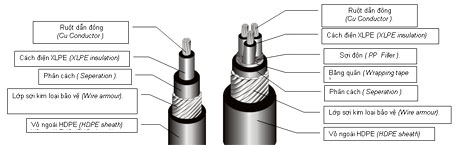 Ruột dẫn đồng
(Cu Conductor ).
Cách điện XLPE (XLPE insulation)
Phân cách ( Seperation ).
Lớp sợi kim loại bảo vệ (Wire armour).
Vỏ ngoài HDPE (HDPE sheath)
Ruột dẫn đồng
(Cu Conductor ).
Cách điện XLPE (XLPE insulation)
Sợi độn ( PP Filler ).
Băng quấn (Wrapping tape
)
Phân cách ( Seperation ).
Lớp sợi kim loại bảo vệ (Wire armour).
Vỏ ngoài HDPE (HDPE sheath)